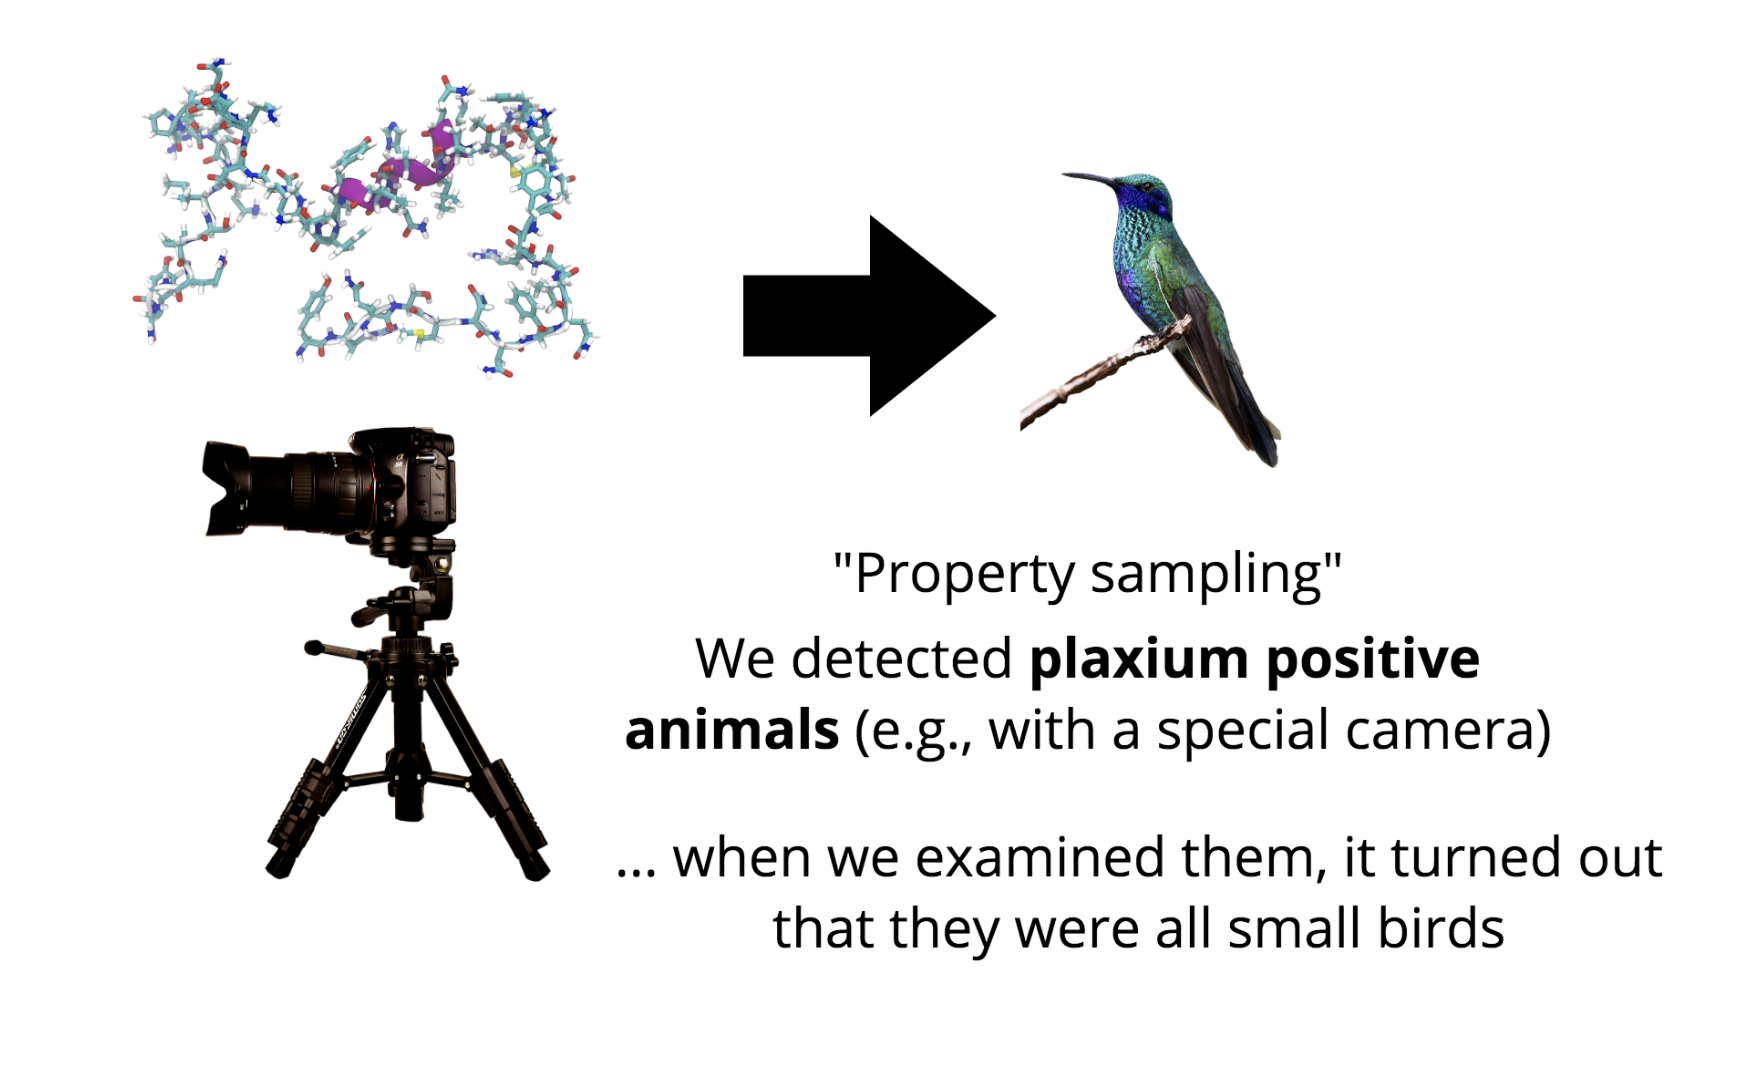 "Property sampling"
We detected plaxium positive
animals (e.g., with a special camera)
... when we examined them, it turned out
that they were all small birds